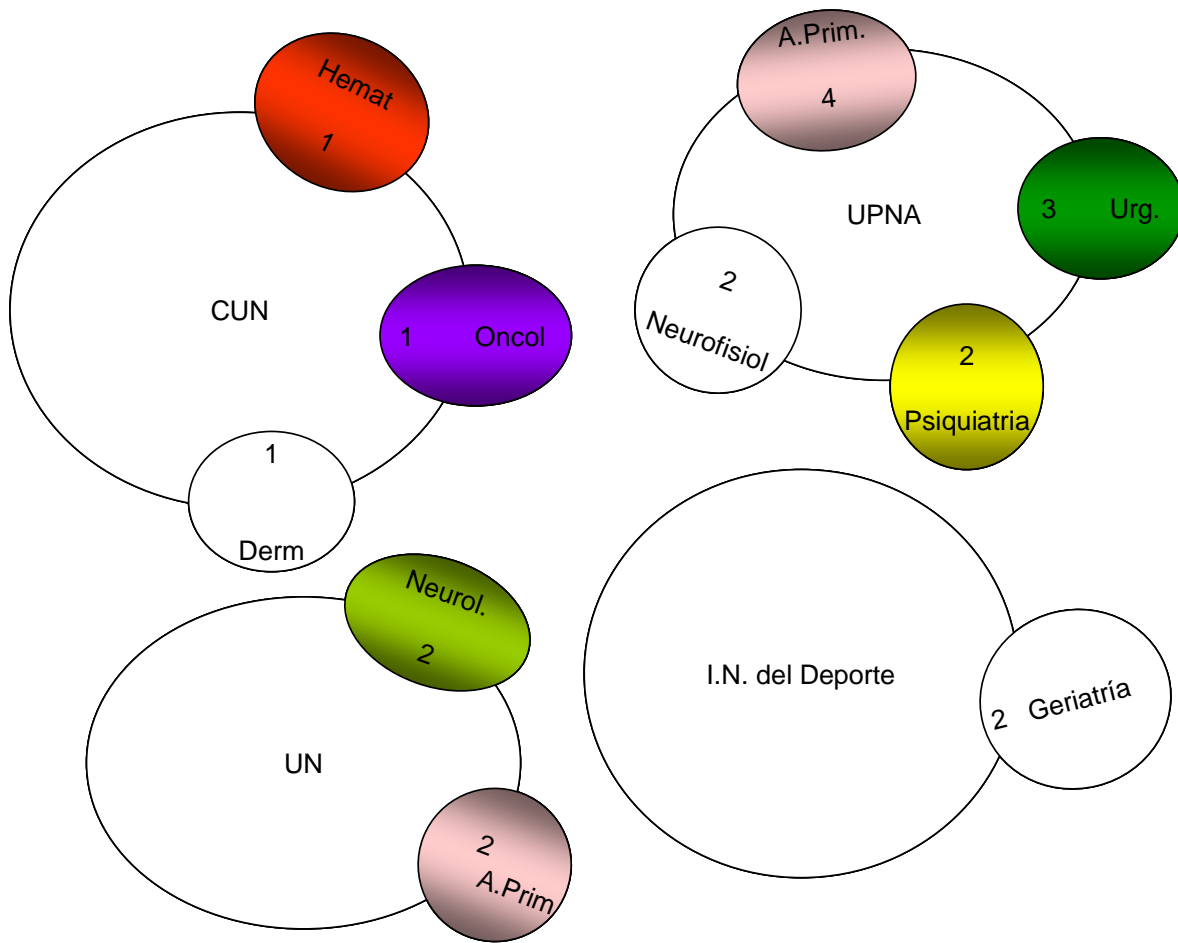 Hemat
1
CUN
1 Oncol
1
Derm
A.Prim.
4
UPNA
3 Urg.
2
Neurofisiol
2
Psiquiatria
Neurol.
2
UN
2
A.Prim
I.N. del Deporte
2 Geriatría